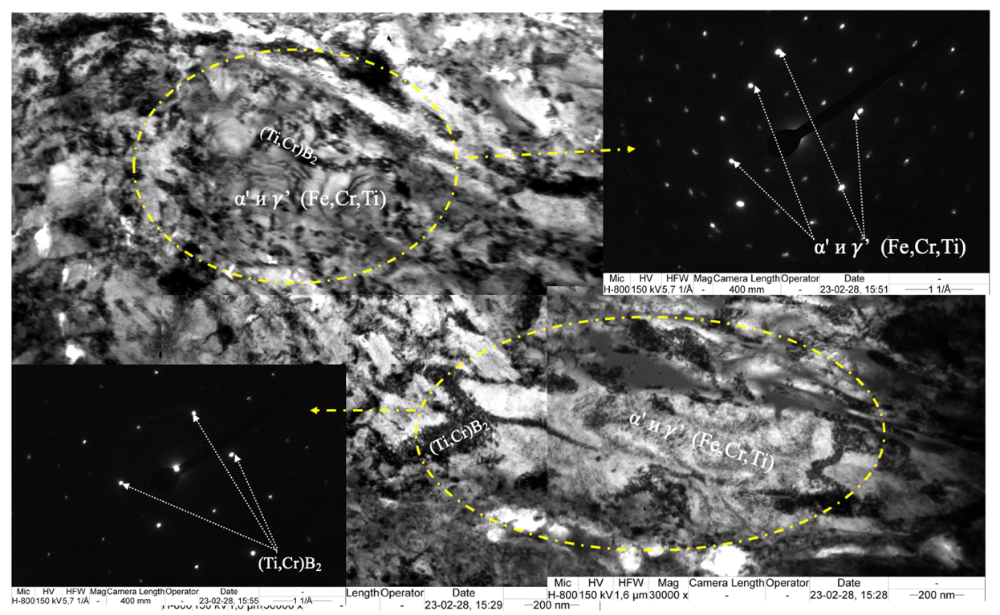 (Ti,Cr)B₂
α' и γ’ (Fe,Cr,Ti)
α' и γ’ (Fe,Cr,Ti)
Mic HV HFW Mag Camera Length Operator Date -
H-800 150 kV 5,7 1/Å - 400 mm 23-02-28, 15:51 1 1/Å
α' и γ’ (Fe,Cr,Ti)
(Ti,Cr)B₂
(Ti,Cr)B₂
Mic HV HFW Mag Camera Length Operator Date -
H-800 150 kV 5,7 1/Å - 400 mm 23-02-28, 15:55 1 1/Å
Length Operator Date -
- 23-02-28, 15:29 200 nm
Mic HV HFW Mag Camera Length Operator Date -
H-800 150 kV 1,6 µm 30000 x - - 23-02-28, 15:28 200 nm